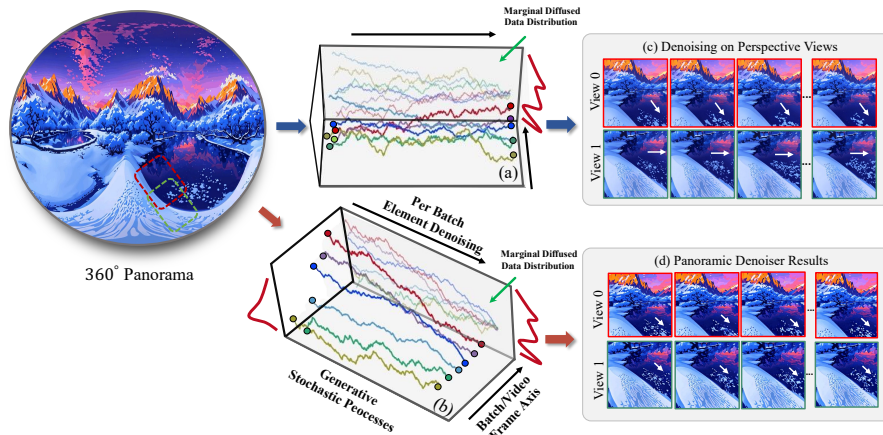 360° Panorama
Marginal Diffused
Data Distribution
(a)
(c) Denoising on Perspective Views
View 0
View 1
...
...
Per Batch
Element Denoising
Marginal Diffused
Data Distribution
Generative
Stochastic Peocesses
(b)
Batch/Video
Frame Axis
(d) Panoramic Denoiser Results
View 0
View 1
...
...